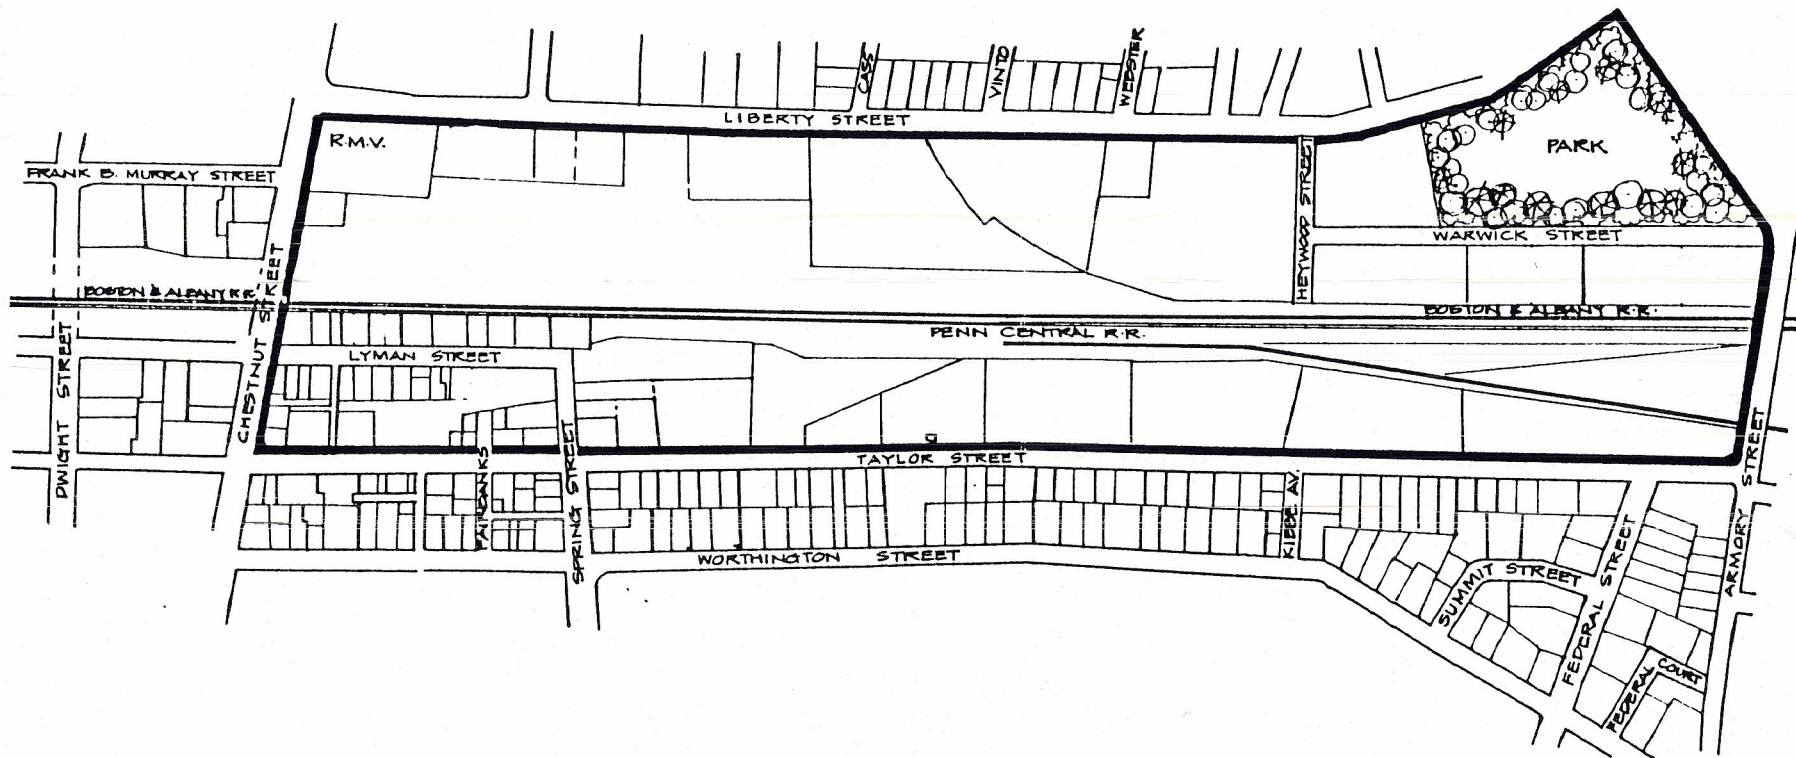 WEBSTER
CASS
VINTO
LIBERTY STREET
R.M.V.
PARK
FRANK B. MURRAY STREET
HEYWOOD STREET
WARWICK STREET
CHESTNUT STREET
BOSTON & ALBANY R.R.
BOSTON & ALBANY R.R.
PENN CENTRAL R.R.
LYMAN STREET
DWIGHT STREET
FAIRBANKS
SPRING STREET
TAYLOR STREET
KIBBE AV.
ARMORY STREET
WORTHINGTON STREET
SUMMIT STREET
FEDERAL STREET
FEDERAL COURT